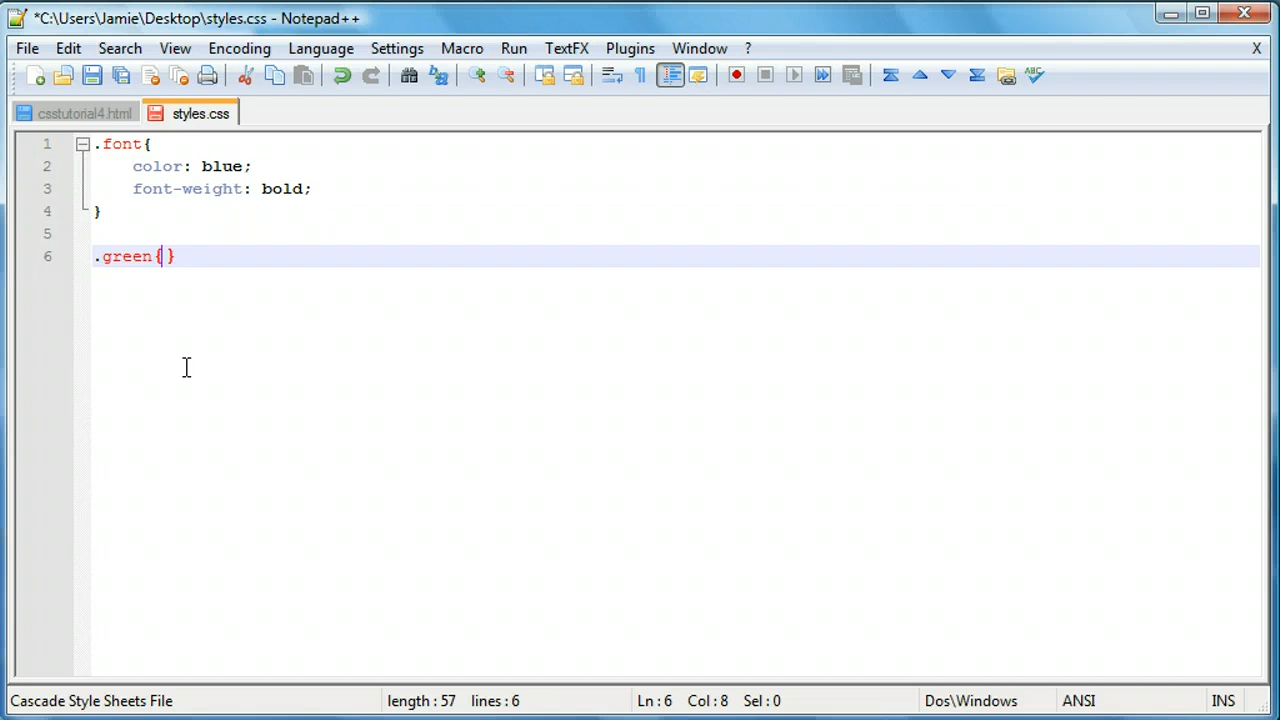 *C:\Users\Jamie\Desktop\styles.css - Notepad++
File Edit Search View Encoding Language Settings Macro Run TextFX Plugins Window ? X
csstutorial4.html styles.css
1 .font{
2 color: blue;
3 font-weight: bold;
4 }
5
6 .green{}
Cascade Style Sheets File length : 57 lines : 6 Ln : 6 Col : 8 Sel : 0 Dos\Windows ANSI INS